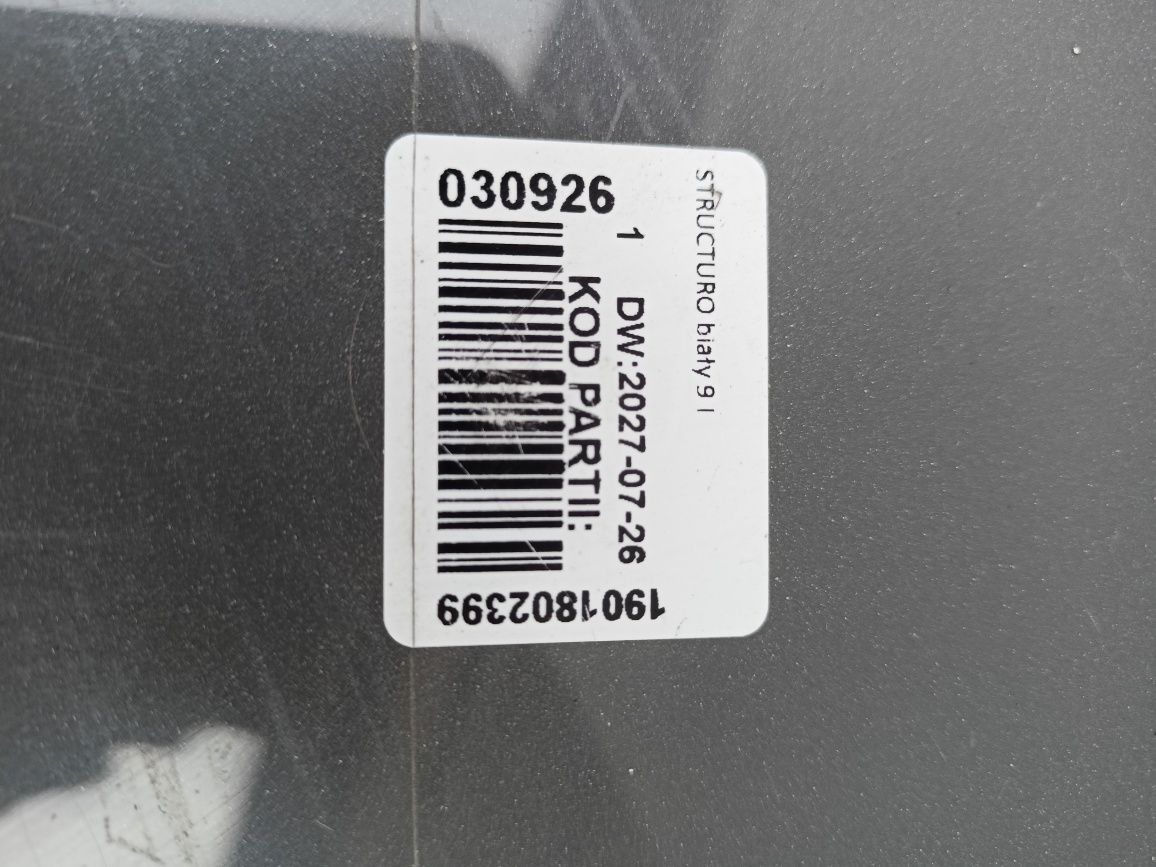 STRUCTURO biały 9 l
1 DW:2027-07-26
KOD PARTII:
030926
1901802399